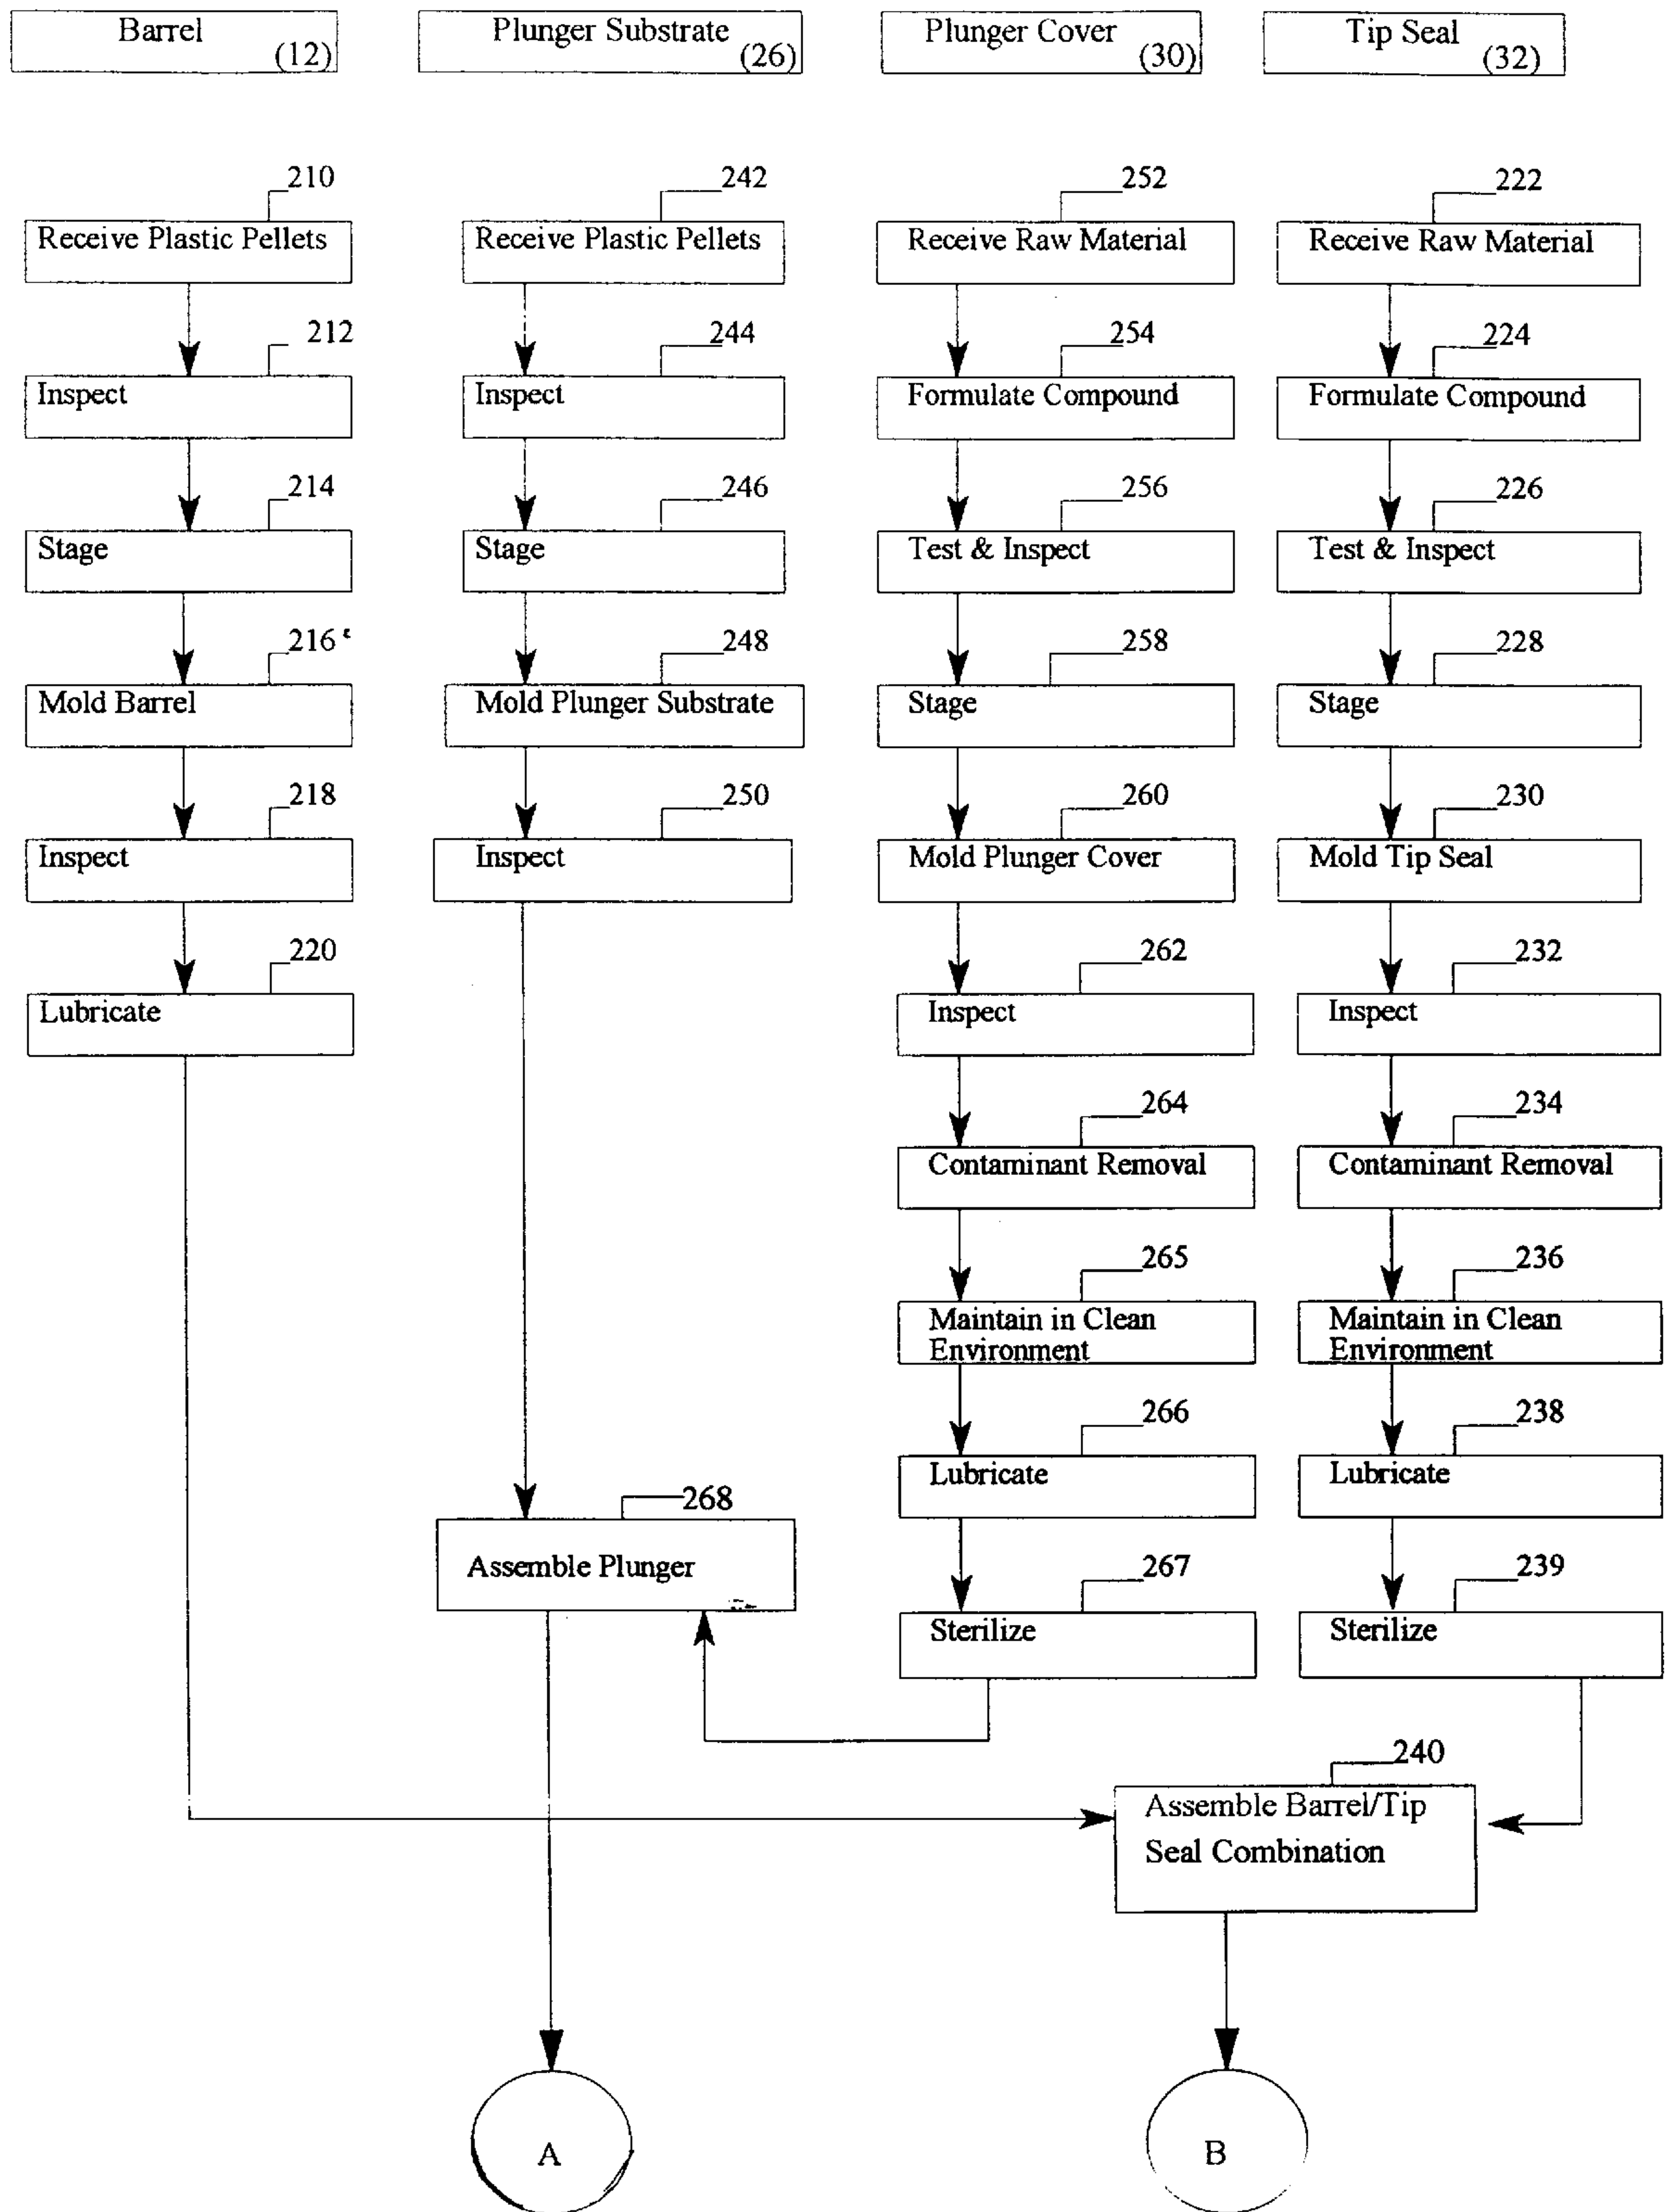 Barrel
(12)
Plunger Substrate
(26)
Plunger Cover
(30)
Tip Seal
(32)
210
242
252
222
Receive Plastic Pellets
Receive Plastic Pellets
Receive Raw Material
Receive Raw Material
212
244
254
224
Inspect
Inspect
Formulate Compound
Formulate Compound
214
246
256
226
Stage
Stage
Test & Inspect
Test & Inspect
216
248
258
228
Mold Barrel
Mold Plunger Substrate
Stage
Stage
218
250
260
230
Inspect
Inspect
Mold Plunger Cover
Mold Tip Seal
220
262
232
Lubricate
Inspect
Inspect
264
234
Contaminant Removal
Contaminant Removal
265
236
Maintain in Clean
Environment
Maintain in Clean
Environment
266
238
Lubricate
Lubricate
268
Assemble Plunger
267
239
Sterilize
Sterilize
240
Assemble Barrel/Tip
Seal Combination
A
B